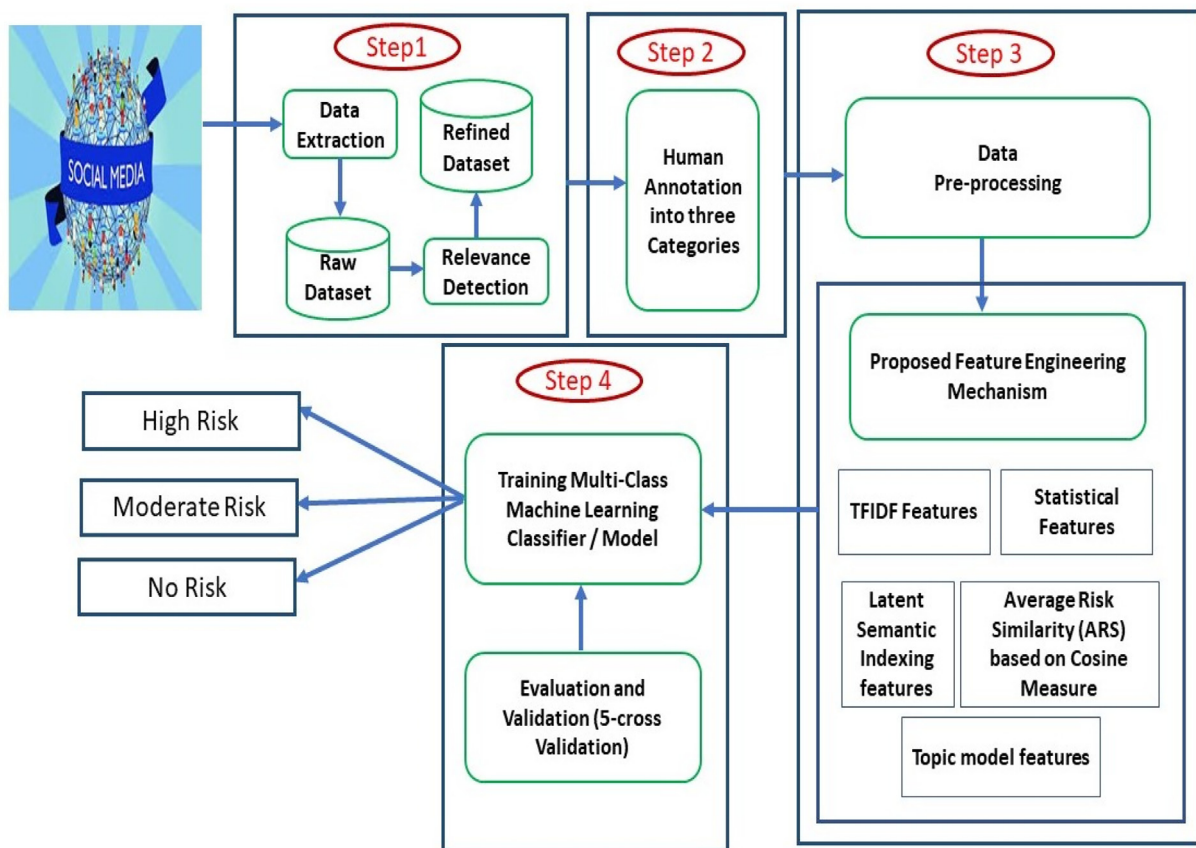 SOCIAL MEDIA
Step1
Data
Extraction
Refined
Dataset
Raw
Dataset
Relevance
Detection
Step 2
Human
Annotation
into three
Categories
Step 3
Data
Pre-processing
Proposed Feature Engineering
Mechanism
TFIDF Features
Statistical
Features
Latent
Semantic
Indexing
features
Average Risk
Similarity (ARS)
based on Cosine
Measure
Topic model features
Step 4
Training Multi-Class
Machine Learning
Classifier / Model
Evaluation and
Validation (5-cross
Validation)
High Risk
Moderate Risk
No Risk